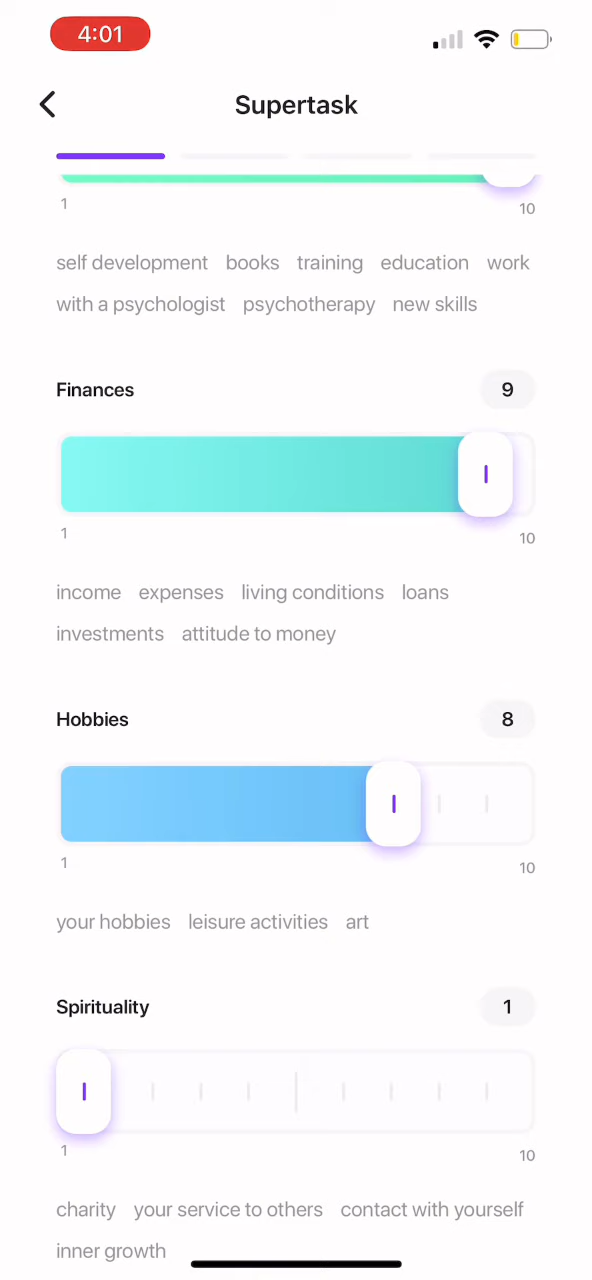 4:01
Supertask
1
10
self development books training education work
with a psychologist psychotherapy new skills
Finances 9
1
10
income expenses living conditions loans
investments attitude to money
Hobbies 8
1
10
your hobbies leisure activities art
Spirituality 1
1
10
charity your service to others contact with yourself
inner growth